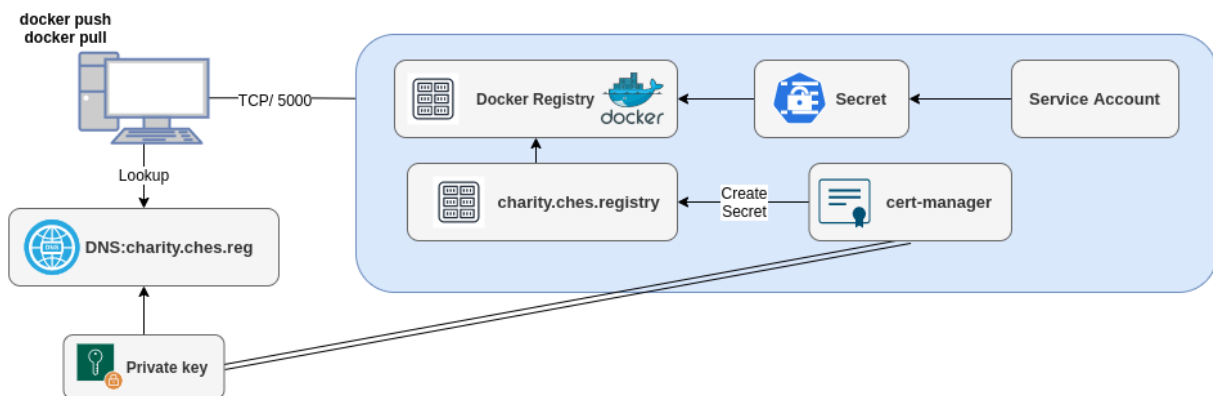 docker push
docker pull
TCP/ 5000
Docker Registry
docker
Secret
Service Account
Lookup
charity.ches.registry
Create
Secret
cert-manager
DNS
DNS:charity.ches.reg
Private key